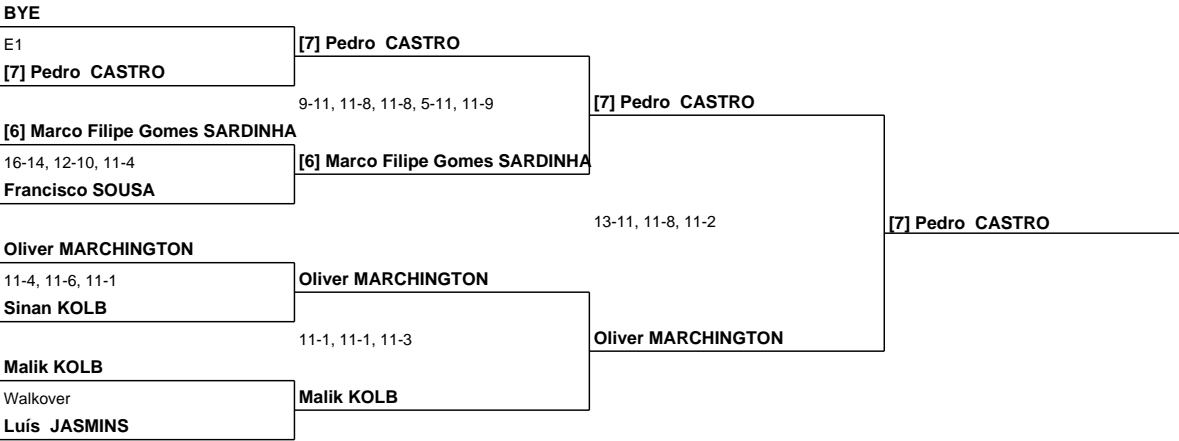 BYE
E1
[7] Pedro CASTRO
[7] Pedro CASTRO
9-11, 11-8, 11-8, 5-11, 11-9
[7] Pedro CASTRO
[6] Marco Filipe Gomes SARDINHA
16-14, 12-10, 11-4
[6] Marco Filipe Gomes SARDINHA
Francisco SOUSA
13-11, 11-8, 11-2
[7] Pedro CASTRO
Oliver MARCHINGTON
11-4, 11-6, 11-1
Oliver MARCHINGTON
Sinan KOLB
11-1, 11-1, 11-3
Oliver MARCHINGTON
Malik KOLB
Walkover
Malik KOLB
Luís JASMINS